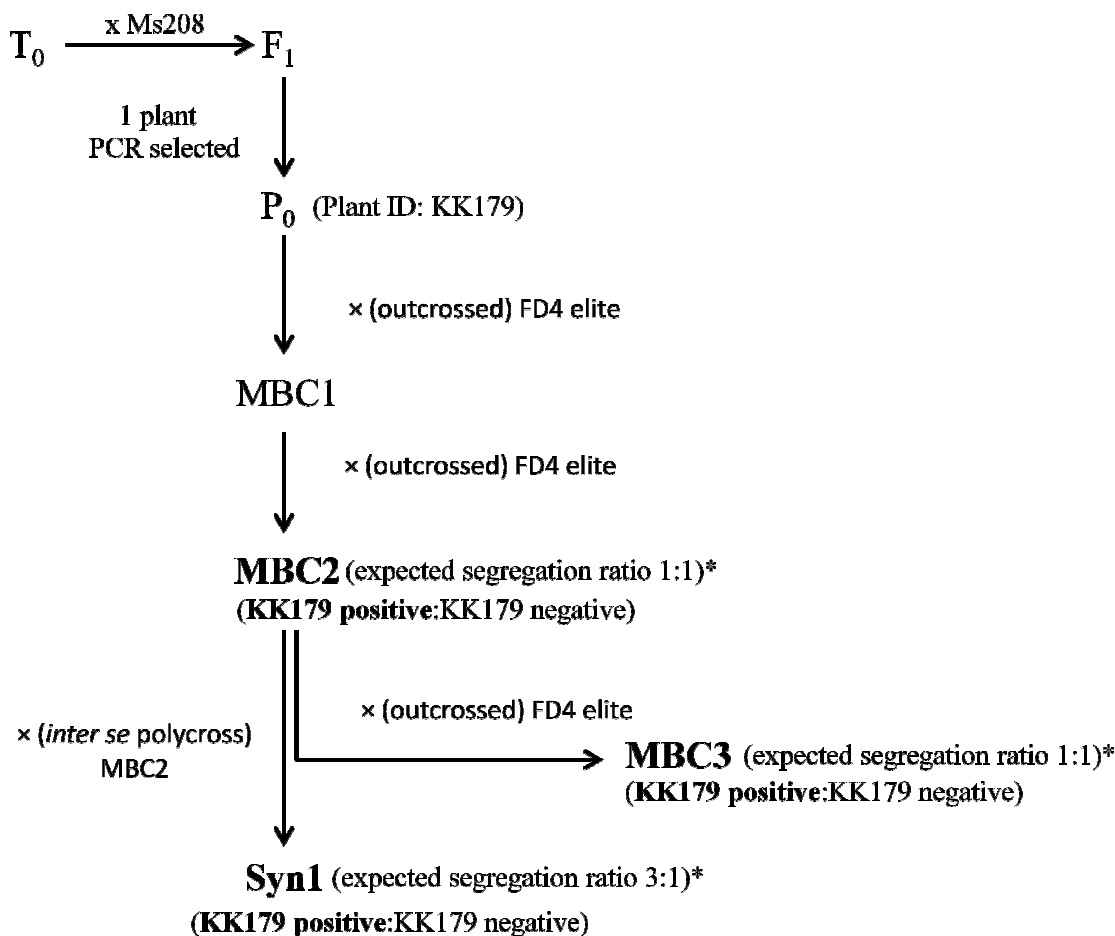 x Ms208
T0 F1
1 plant
PCR selected
P0 (Plant ID: KK179)
× (outcrossed) FD4 elite
MBC1
× (outcrossed) FD4 elite
MBC2 (expected segregation ratio 1:1)*
(KK179 positive:KK179 negative)
× (outcrossed) FD4 elite
× (inter se polycross)
MBC2
MBC3 (expected segregation ratio 1:1)*
(KK179 positive:KK179 negative)
Syn1 (expected segregation ratio 3:1)*
(KK179 positive:KK179 negative)